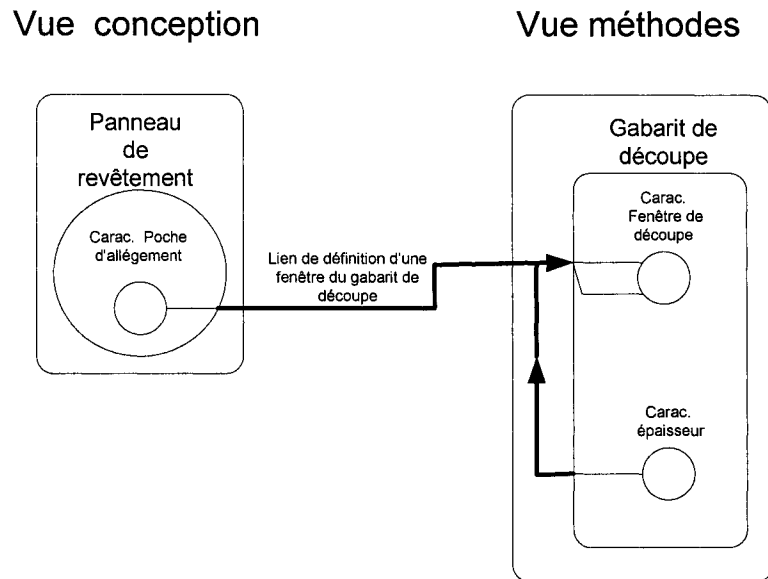 Vue conception
Vue méthodes
Panneau
de
revêtement
Carac. Poche
d'allégement
Lien de définition d'une
fenêtre du gabarit de
découpe
Gabarit de
découpe
Carac.
Fenêtre de
découpe
Carac.
épaisseur